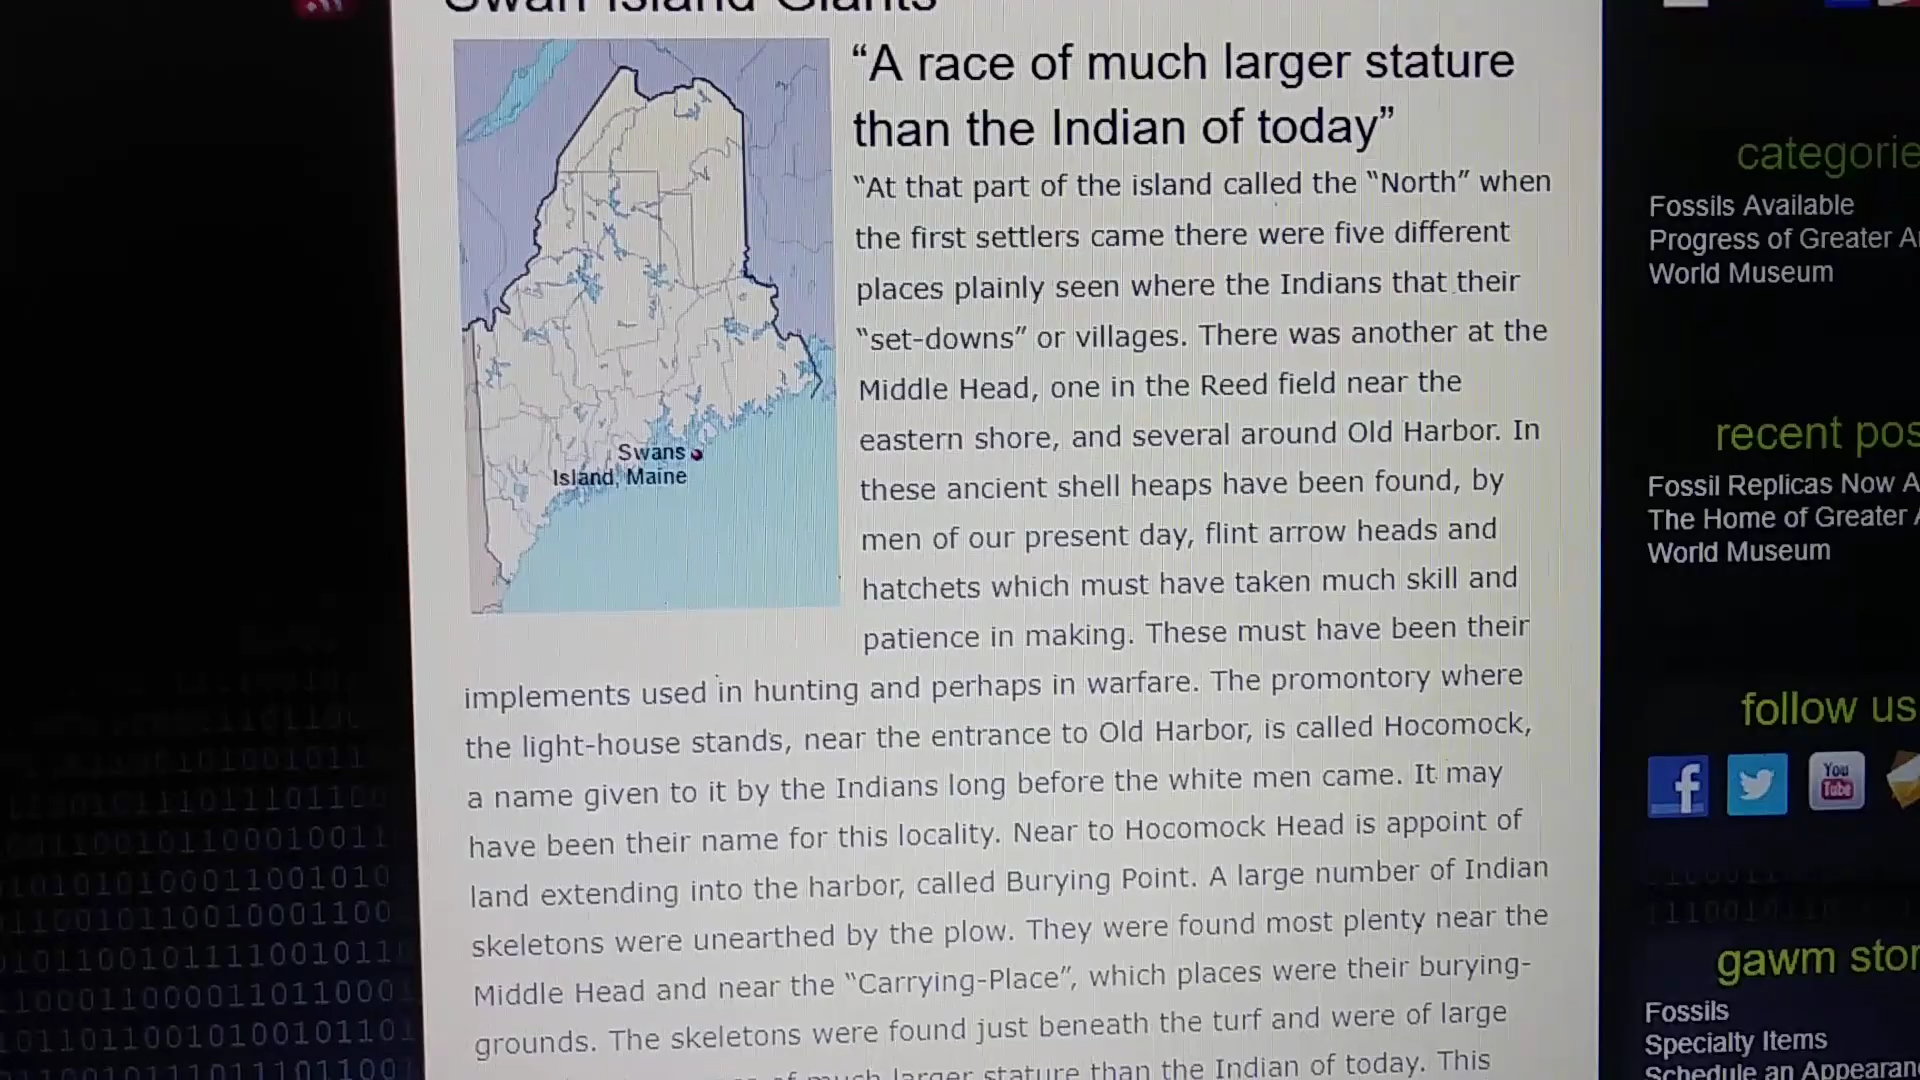 Swan Island Giants
Swans
Island, Maine
“A race of much larger stature
than the Indian of today”
“At that part of the island called the “North” when
the first settlers came there were five different
places plainly seen where the Indians that their
“set-downs” or villages. There was another at the
Middle Head, one in the Reed field near the
eastern shore, and several around Old Harbor. In
these ancient shell heaps have been found, by
men of our present day, flint arrow heads and
hatchets which must have taken much skill and
patience in making. These must have been their
implements used in hunting and perhaps in warfare. The promontory where
the light-house stands, near the entrance to Old Harbor, is called Hocomock,
a name given to it by the Indians long before the white men came. It may
have been their name for this locality. Near to Hocomock Head is appoint of
land extending into the harbor, called Burying Point. A large number of Indian
skeletons were unearthed by the plow. They were found most plenty near the
Middle Head and near the “Carrying-Place”, which places were their burying-
grounds. The skeletons were found just beneath the turf and were of large
of much larger stature than the Indian of today. This
categorie
Fossils Available
Progress of Greater A
World Museum
recent pos
Fossil Replicas Now A
The Home of Greater A
World Museum
follow us
You
Tube
gawm stor
Fossils
Specialty Items
Schedule an Appearan